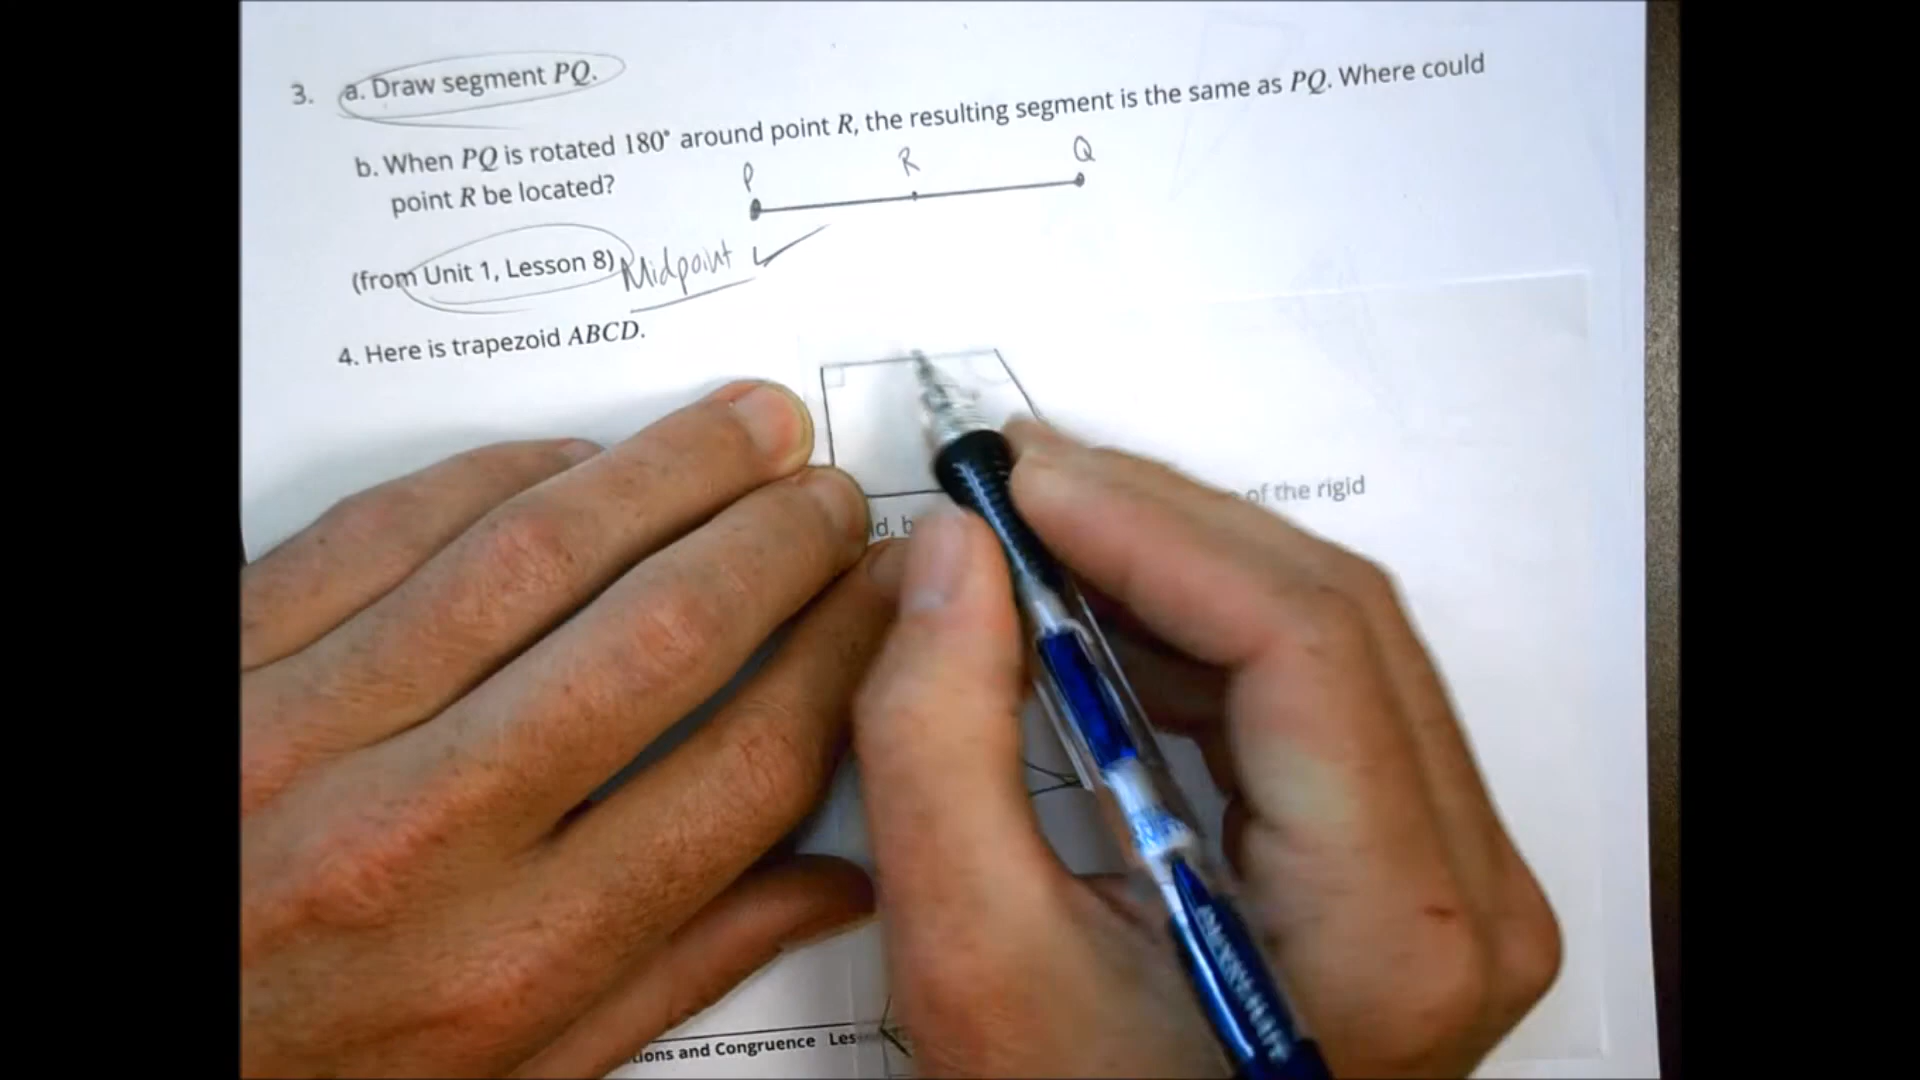 3. a. Draw segment PQ.
b. When PQ is rotated 180° around point R, the resulting segment is the same as PQ. Where could
point R be located?
P R Q
(from Unit 1, Lesson 8) Midpoint
4. Here is trapezoid ABCD.
of the rigid
and Congruence
PAPERMATE